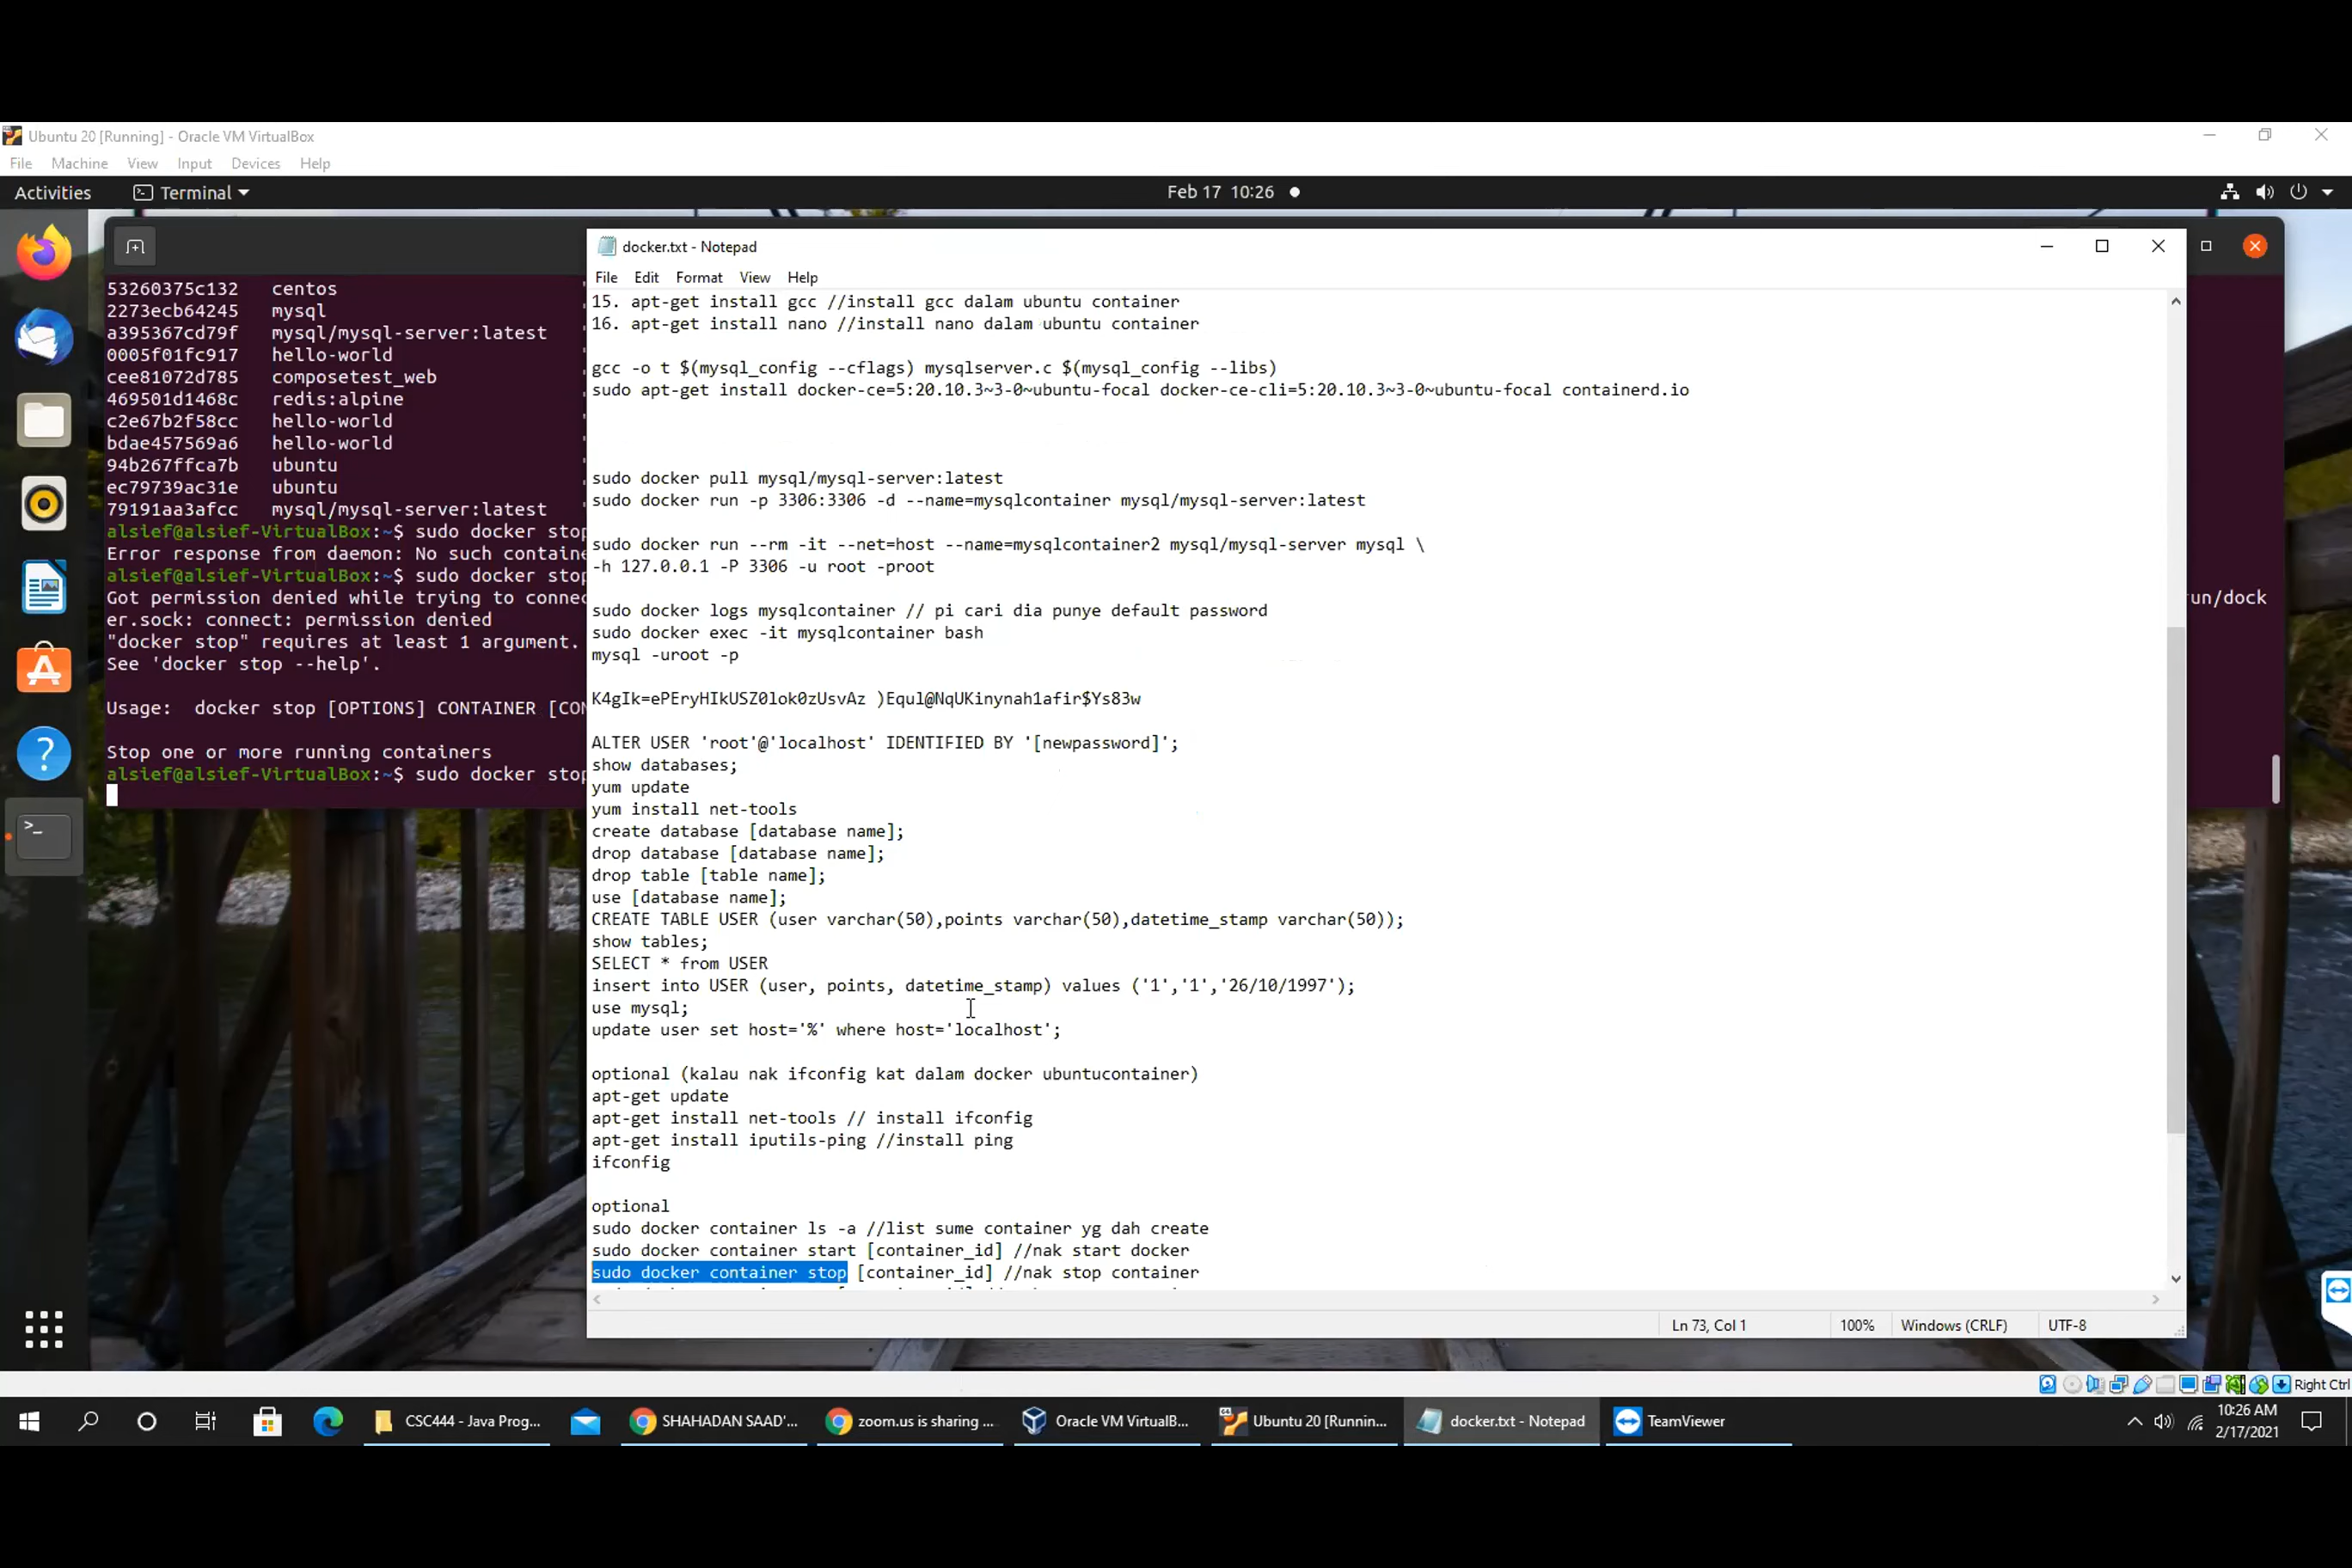 Ubuntu 20 [Running] - Oracle VM VirtualBox
File Machine View Input Devices Help
Activities Terminal Feb 17 10:26
53260375c132 centos
2273ecb64245 mysql
a395367cd79f mysql/mysql-server:latest
0005f01fc917 hello-world
cee81072d785 composetest_web
469501d1468c redis:alpine
c2e67b2f58cc hello-world
bdae457569a6 hello-world
94b267ffca7b ubuntu
ec79739ac31e ubuntu
79191aa3afcc mysql/mysql-server:latest
alsief@alsief-VirtualBox:~$ sudo docker stop
Error response from daemon: No such containe
alsief@alsief-VirtualBox:~$ sudo docker stop
Got permission denied while trying to connec
run/dock
er.sock: connect: permission denied
"docker stop" requires at least 1 argument.
See 'docker stop --help'.
Usage:  docker stop [OPTIONS] CONTAINER [CON
Stop one or more running containers
alsief@alsief-VirtualBox:~$ sudo docker stop
docker.txt - Notepad
File Edit Format View Help
15. apt-get install gcc //install gcc dalam ubuntu container
16. apt-get install nano //install nano dalam ubuntu container
gcc -o t $(mysql_config --cflags) mysqlserver.c $(mysql_config --libs)
sudo apt-get install docker-ce=5:20.10.3~3-0~ubuntu-focal docker-ce-cli=5:20.10.3~3-0~ubuntu-focal containerd.io
sudo docker pull mysql/mysql-server:latest
sudo docker run -p 3306:3306 -d --name=mysqlcontainer mysql/mysql-server:latest
sudo docker run --rm -it --net=host --name=mysqlcontainer2 mysql/mysql-server mysql \
-h 127.0.0.1 -P 3306 -u root -proot
sudo docker logs mysqlcontainer // pi cari dia punye default password
sudo docker exec -it mysqlcontainer bash
mysql -uroot -p
K4gIk=ePEryHIkUSZ0lok0zUsvAz )Equl@NqUKinynah1afir$Ys83w
ALTER USER 'root'@'localhost' IDENTIFIED BY '[newpassword]';
show databases;
yum update
yum install net-tools
create database [database name];
drop database [database name];
drop table [table name];
use [database name];
CREATE TABLE USER (user varchar(50),points varchar(50),datetime_stamp varchar(50));
show tables;
SELECT * from USER
insert into USER (user, points, datetime_stamp) values ('1','1','26/10/1997');
use mysql;
update user set host='%' where host='localhost';
optional (kalau nak ifconfig kat dalam docker ubuntucontainer)
apt-get update
apt-get install net-tools // install ifconfig
apt-get install iputils-ping //install ping
ifconfig
optional
sudo docker container ls -a //list sume container yg dah create
sudo docker container start [container_id] //nak start docker
sudo docker container stop [container_id] //nak stop container
Ln 73, Col 1 100% Windows (CRLF) UTF-8
Right Ctrl
CSC444 - Java Prog... SHAHADAN SAAD'... zoom.us is sharing ... Oracle VM VirtualB... Ubuntu 20 [Runnin... docker.txt - Notepad TeamViewer
10:26 AM
2/17/2021